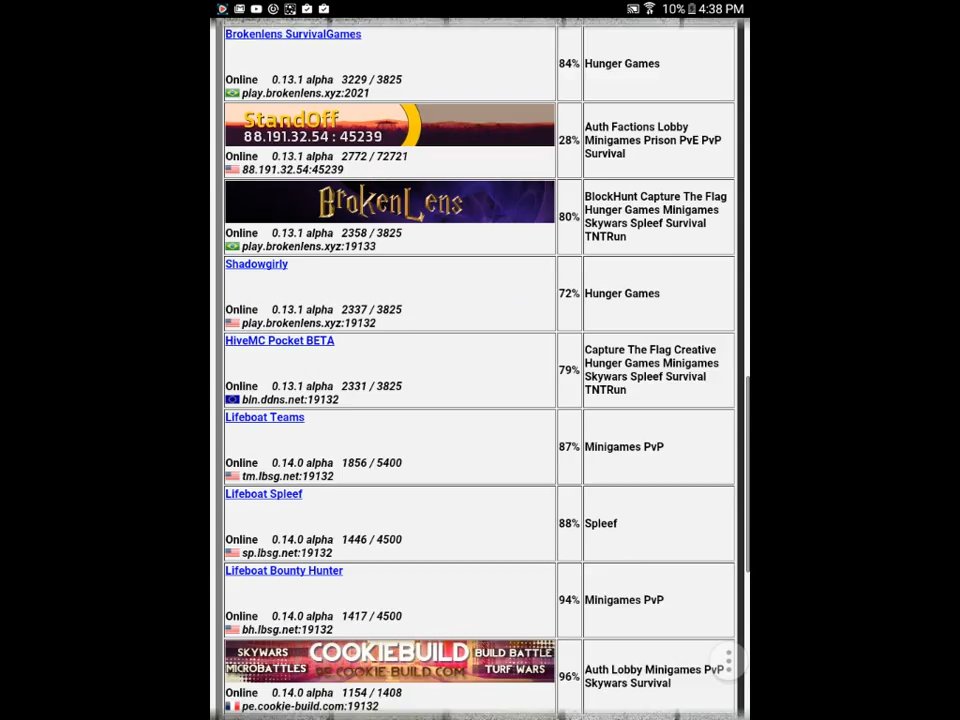 10% 4:38 PM
Brokenlens SurvivalGames
Online 0.13.1 alpha 3229 / 3825
play.brokenlens.xyz:2021
84%
Hunger Games
StandOff
88.191.32.54 : 45239
Online 0.13.1 alpha 2772 / 72721
88.191.32.54:45239
28%
Auth Factions Lobby
Minigames Prison PvE PvP
Survival
BrokenLens
Online 0.13.1 alpha 2358 / 3825
play.brokenlens.xyz:19133
80%
BlockHunt Capture The Flag
Hunger Games Minigames
Skywars Spleef Survival
TNTRun
Shadowgirly
Online 0.13.1 alpha 2337 / 3825
play.brokenlens.xyz:19132
72%
Hunger Games
HiveMC Pocket BETA
Online 0.13.1 alpha 2331 / 3825
bln.ddns.net:19132
79%
Capture The Flag Creative
Hunger Games Minigames
Skywars Spleef Survival
TNTRun
Lifeboat Teams
Online 0.14.0 alpha 1856 / 5400
tm.lbsg.net:19132
87%
Minigames PvP
Lifeboat Spleef
Online 0.14.0 alpha 1446 / 4500
sp.lbsg.net:19132
88%
Spleef
Lifeboat Bounty Hunter
Online 0.14.0 alpha 1417 / 4500
bh.lbsg.net:19132
94%
Minigames PvP
SKYWARS COOKIEBUILD BUILD BATTLE
MICROBATTLES PE.COOKIE-BUILD.COM TURF WARS
Online 0.14.0 alpha 1154 / 1408
pe.cookie-build.com:19132
96%
Auth Lobby Minigames PvP
Skywars Survival